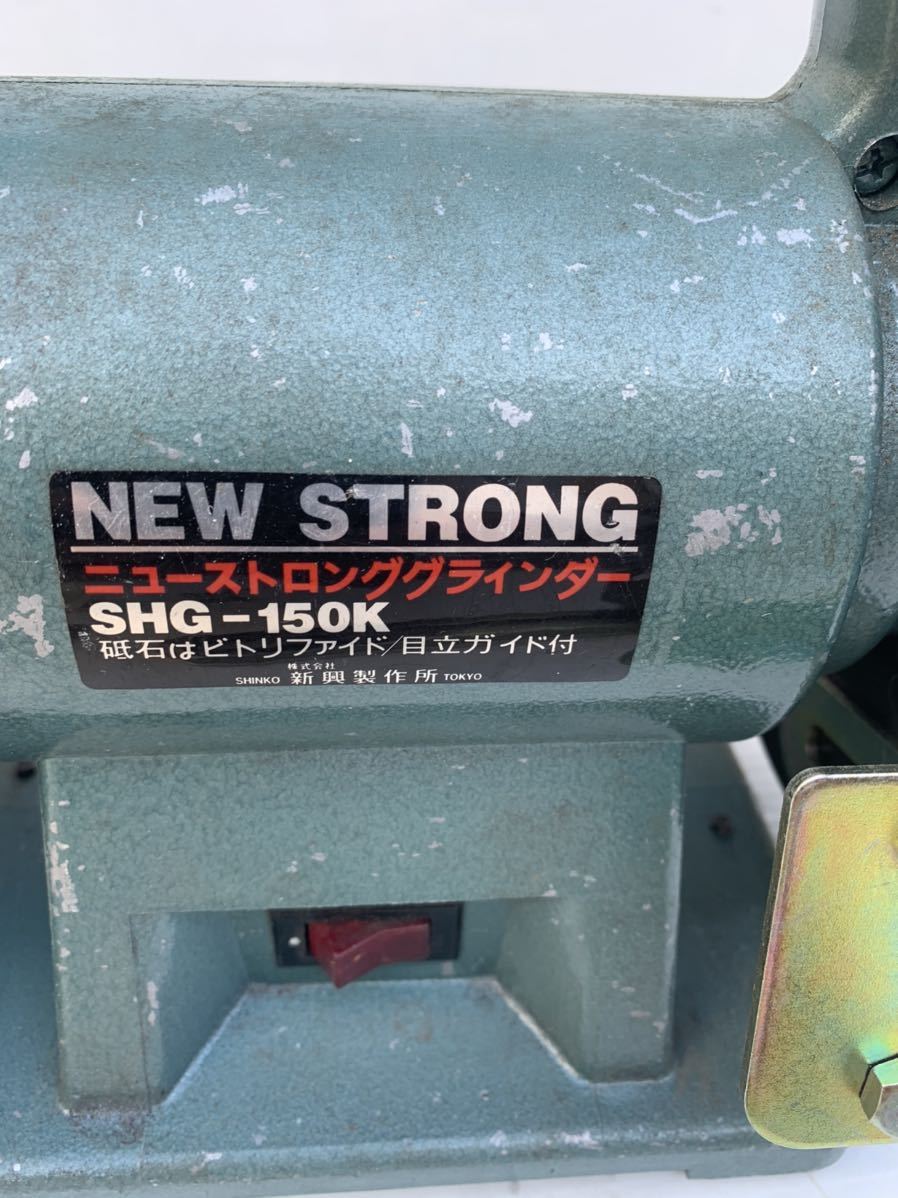 NEW STRONG
ニューストロンググラインダー
SHG-150K
砥石はビトリファイド/目立ガイド付
SHINKO 株式会社 新興製作所 TOKYO